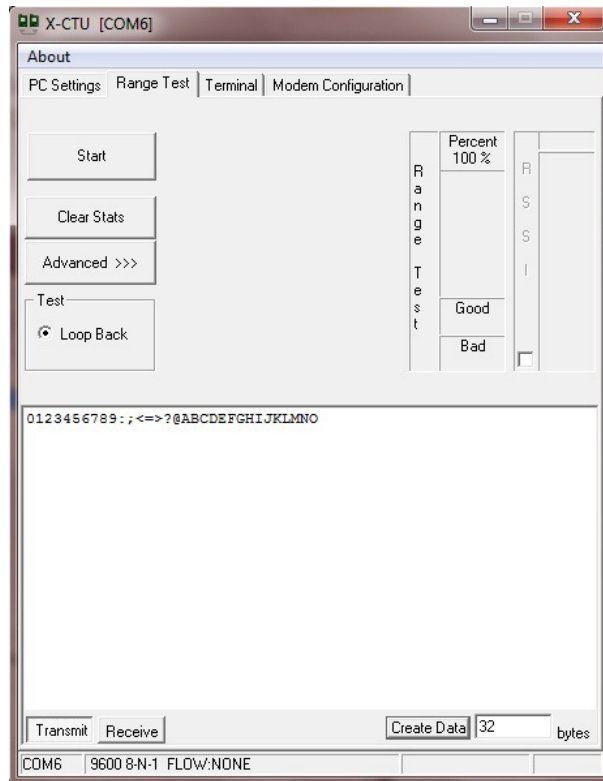 X-CTU [COM6]
About
PC Settings Range Test Terminal Modem Configuration
Start
Clear Stats
Advanced >>>
Test
Loop Back
Range Test
Percent
100 %
Good
Bad
RSSI
0123456789:;<=>?@ABCDEFGHIJKLMNO
Transmit Receive Create Data 32 bytes
COM6 9600 8-N-1 FLOW:NONE